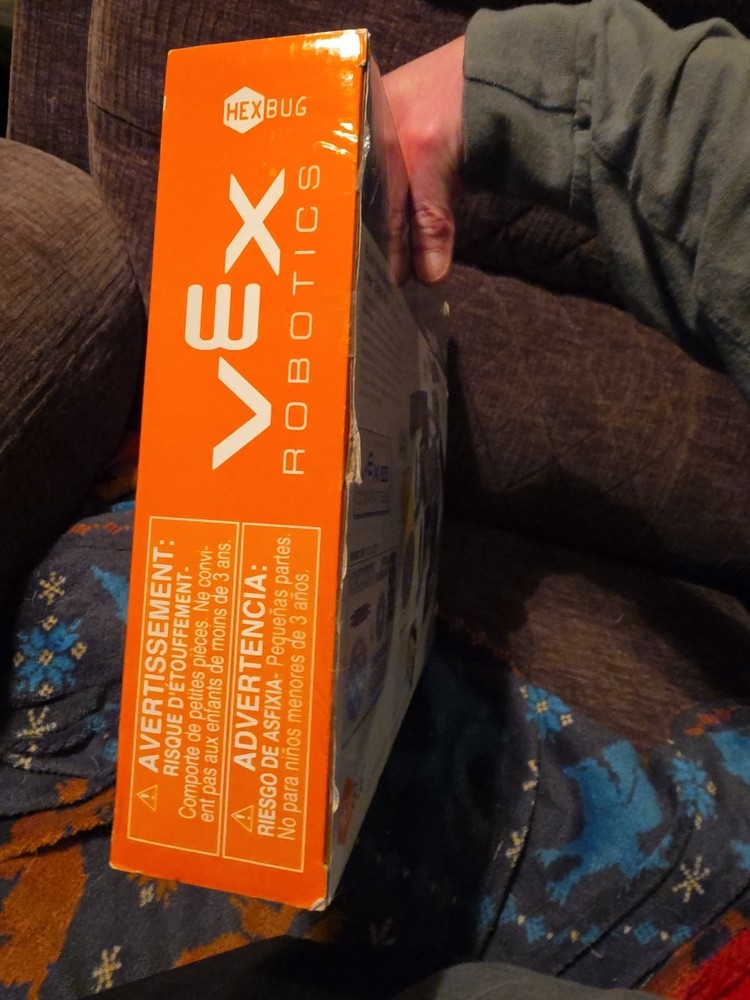 HEXBUG
VEX
ROBOTICS
AVERTISSEMENT:
RISQUE D'ÉTOUFFEMENT-
Comporte de petites pièces. Ne convi-
ent pas aux enfants de moins de 3 ans.
ADVERTENCIA:
RIESGO DE ASFIXIA- Pequeñas partes.
No para niños menores de 3 años.